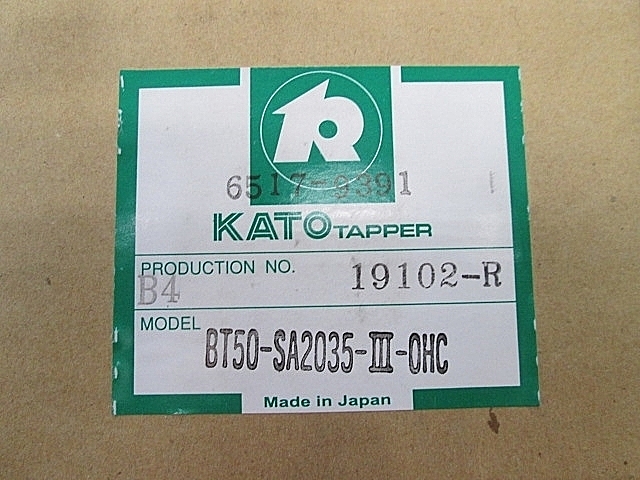 6517-9391
KATO TAPPER
PRODUCTION NO. 19102-R
B4
MODEL
BT50-SA2035-III-OHC
Made in Japan